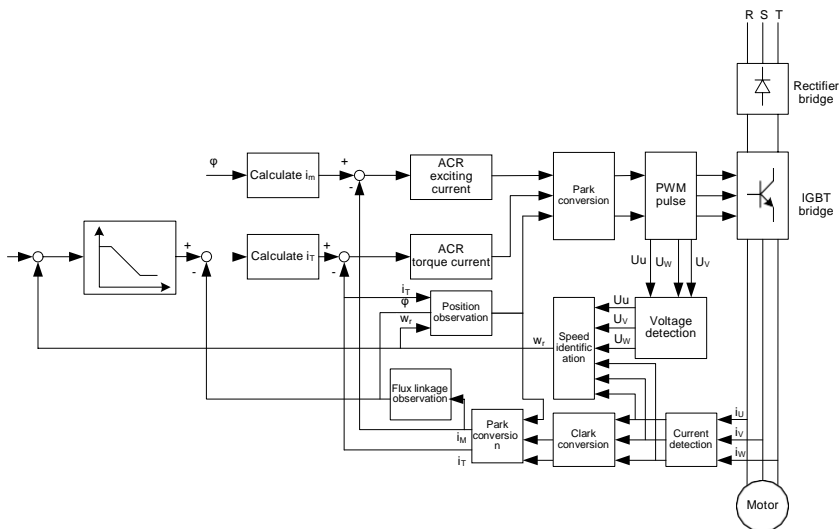 R S T
Rectifier
bridge
φ
Calculate im
+
-
ACR
exciting
current
Park
conversion
PWM
pulse
IGBT
bridge
+
-
Calculate iT
+
-
ACR
torque current
Uu
UW
UV
iT
φ
wr
Position
observation
wr
Speed
identific
ation
Uu
UV
UW
Voltage
detection
Flux linkage
observation
iM
iT
Park
conversio
n
Clark
conversion
Current
detection
iU
iV
iW
Motor